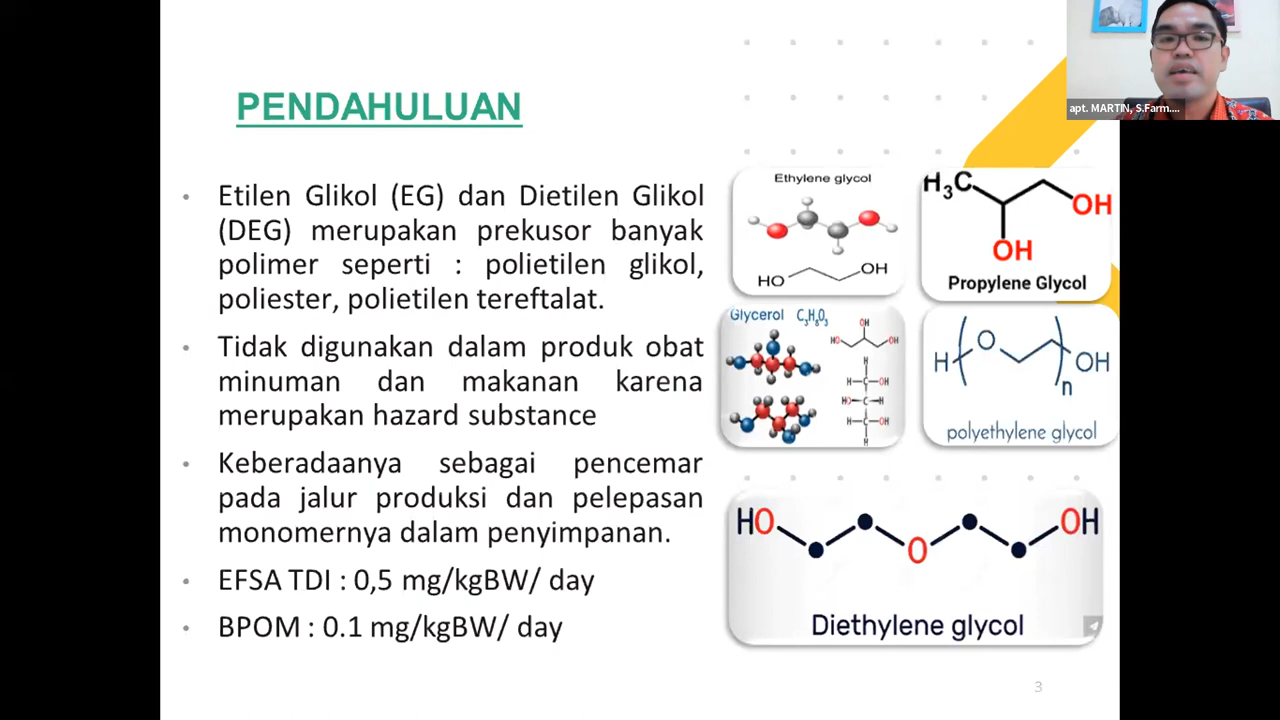 apt. MARTIN, S.Farm....
PENDAHULUAN
Etilen Glikol (EG) dan Dietilen Glikol
(DEG) merupakan prekusor banyak
polimer seperti : polietilen glikol,
poliester, polietilen tereftalat.
Tidak digunakan dalam produk obat
minuman dan makanan karena
merupakan hazard substance
Keberadaanya sebagai pencemar
pada jalur produksi dan pelepasan
monomernya dalam penyimpanan.
EFSA TDI : 0,5 mg/kgBW/ day
BPOM : 0.1 mg/kgBW/ day
Ethylene glycol
HO OH
H3C OH
OH
Propylene Glycol
Glycerol C3H8O3
OH
HO OH
H
H-C-OH
HO-C-H
H-C-OH
H
H O OH
n
polyethylene glycol
HO O OH
Diethylene glycol
3